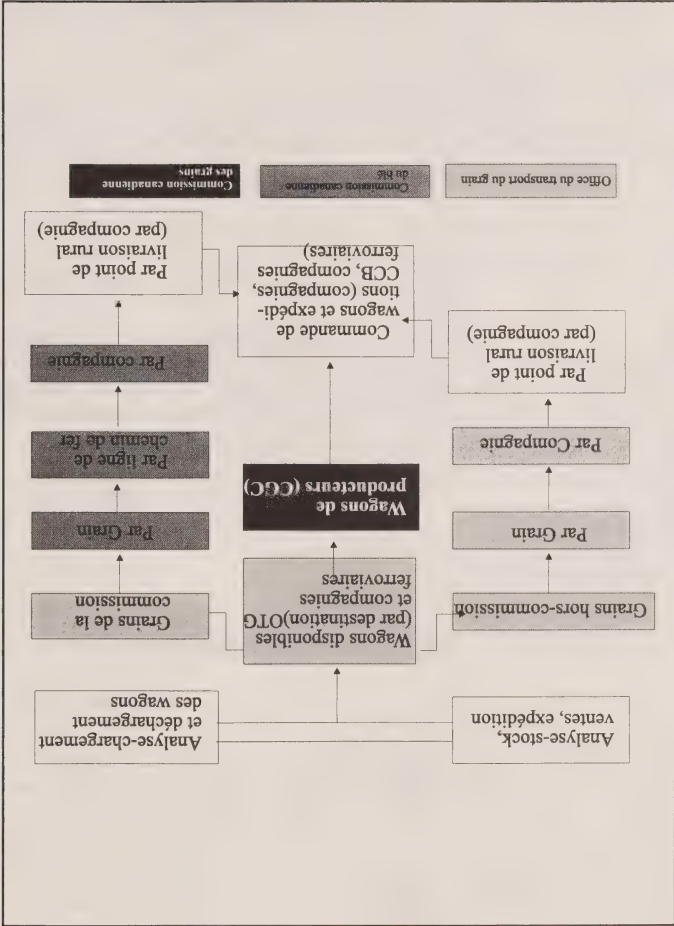 Analyse-stock,
ventes, expédition
Analyse-chargement
et déchargement
des wagons
Grains hors-commission
Wagons disponibles
(par destination)OTG
et compagnies
ferroviaires
Grains de la
commission
Par Grain
Par Grain
Wagons de
producteurs (CGC)
Par ligne de
chemin de fer
Par Compagnie
Par compagnie
Par point de
livraison rural
(par compagnie)
Commande de
wagons et expédi-
tions (compagnies,
CCB, compagnies
ferroviaires)
Par point de
livraison rural
(par compagnie)
Office du transport du grain
Commission canadienne
du blé
Commission canadienne
des grains